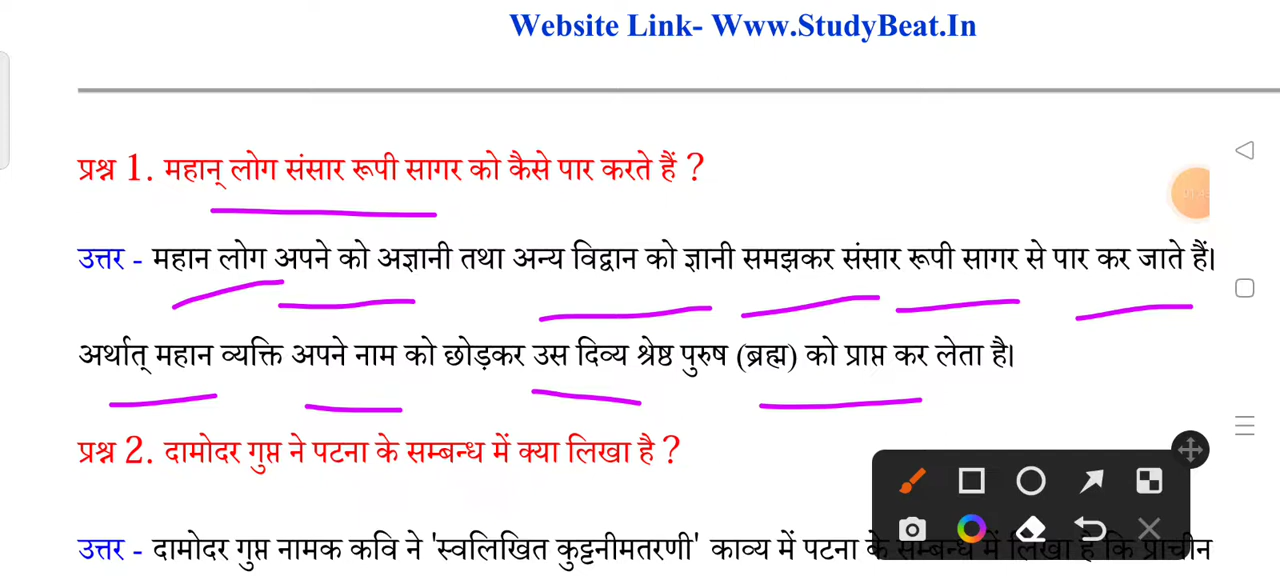 Website Link- Www.StudyBeat.In
प्रश्न 1. महान् लोग संसार रूपी सागर को कैसे पार करते हैं ?
उत्तर - महान लोग अपने को अज्ञानी तथा अन्य विद्वान को ज्ञानी समझकर संसार रूपी सागर से पार कर जाते हैं।
अर्थात् महान व्यक्ति अपने नाम को छोड़कर उस दिव्य श्रेष्ठ पुरुष (ब्रह्म) को प्राप्त कर लेता है।
प्रश्न 2. दामोदर गुप्त ने पटना के सम्बन्ध में क्या लिखा है ?
उत्तर - दामोदर गुप्त नामक कवि ने 'स्वलिखित कुट्टनीमतरणी' काव्य में पटना के सम्बन्ध में लिखा है कि प्राचीन